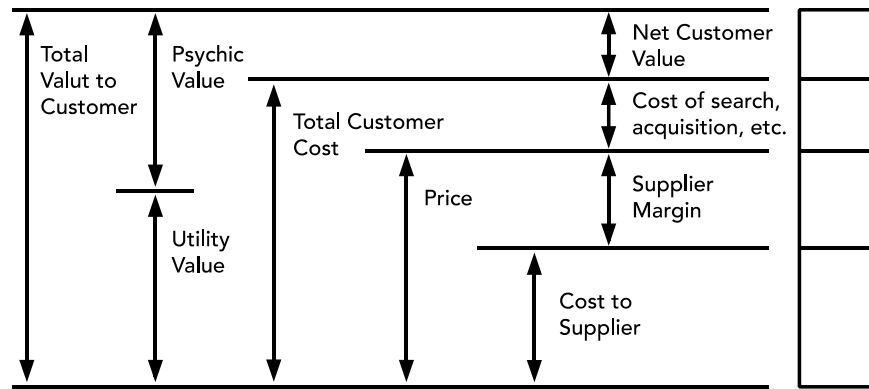 Total
Valut to
Customer
Psychic
Value
Utility
Value
Total Customer
Cost
Price
Cost to
Supplier
Net Customer
Value
Cost of search,
acquisition, etc.
Supplier
Margin